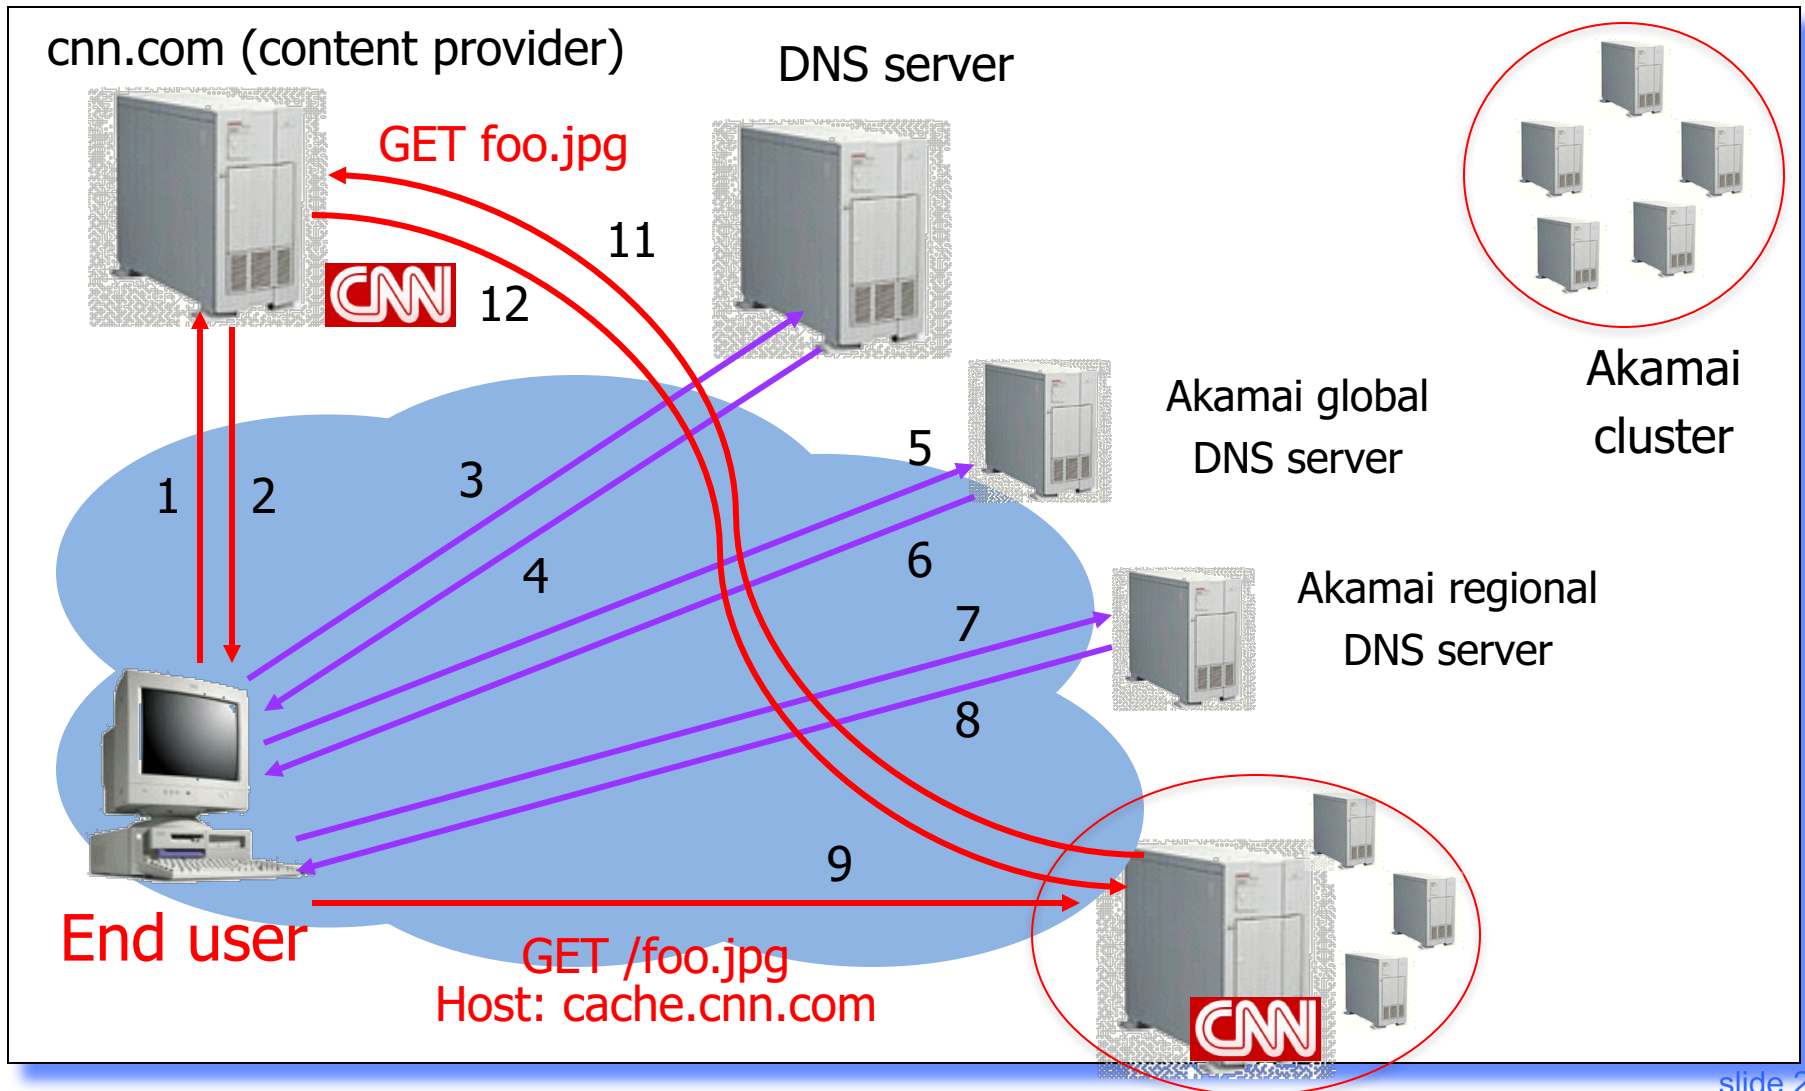 cnn.com (content provider)
DNS server
GET foo.jpg
11
12
CNN
Akamai
cluster
Akamai global
DNS server
5
3
1
2
4
6
Akamai regional
DNS server
7
8
9
End user
GET /foo.jpg
Host: cache.cnn.com
CNN
slide